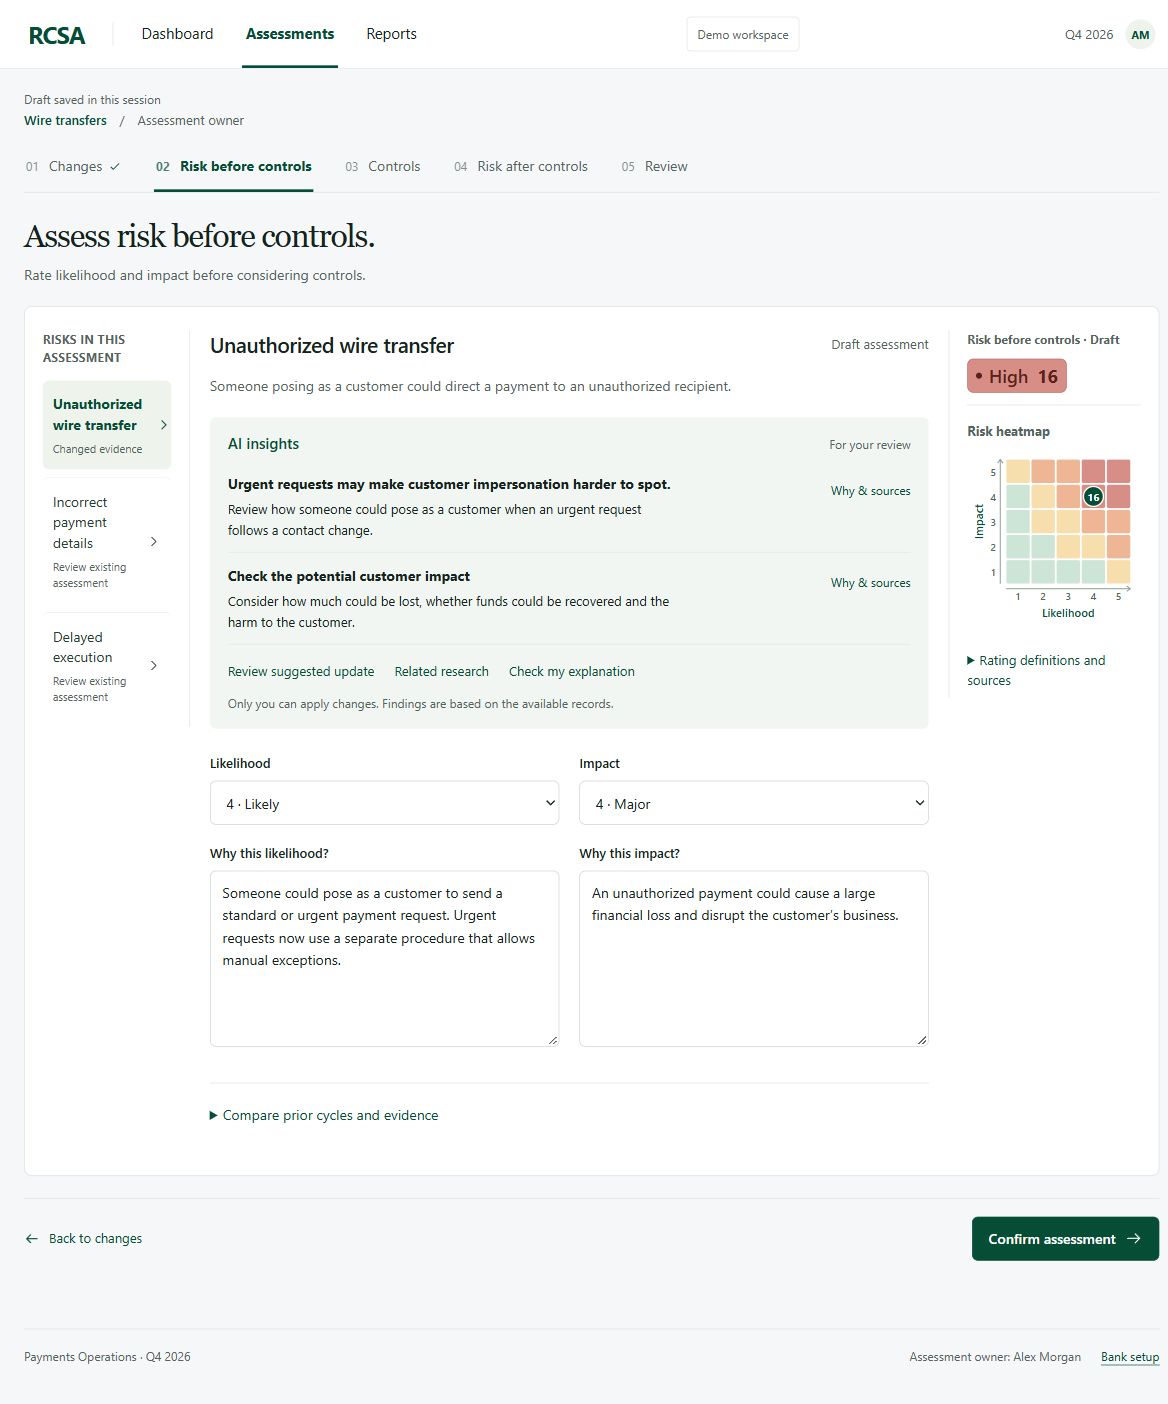 RCSA
Dashboard
Assessments
Reports
Demo workspace
Q4 2026
AM
Draft saved in this session
Wire transfers / Assessment owner
01 Changes ✓
02 Risk before controls
03 Controls
04 Risk after controls
05 Review
Assess risk before controls.
Rate likelihood and impact before considering controls.
RISKS IN THIS
ASSESSMENT
Unauthorized
wire transfer
Changed evidence
Incorrect
payment
details
Review existing
assessment
Delayed
execution
Review existing
assessment
Unauthorized wire transfer
Draft assessment
Someone posing as a customer could direct a payment to an unauthorized recipient.
AI insights
For your review
Urgent requests may make customer impersonation harder to spot.
Why & sources
Review how someone could pose as a customer when an urgent request
follows a contact change.
Check the potential customer impact
Why & sources
Consider how much could be lost, whether funds could be recovered and the
harm to the customer.
Review suggested update
Related research
Check my explanation
Only you can apply changes. Findings are based on the available records.
Likelihood
4 · Likely
Impact
4 · Major
Why this likelihood?
Someone could pose as a customer to send a
standard or urgent payment request. Urgent
requests now use a separate procedure that allows
manual exceptions.
Why this impact?
An unauthorized payment could cause a large
financial loss and disrupt the customer's business.
Compare prior cycles and evidence
Risk before controls · Draft
• High 16
Risk heatmap
Impact
5
4
3
2
1
16
1 2 3 4 5
Likelihood
Rating definitions and
sources
← Back to changes
Confirm assessment →
Payments Operations · Q4 2026
Assessment owner: Alex Morgan
Bank setup